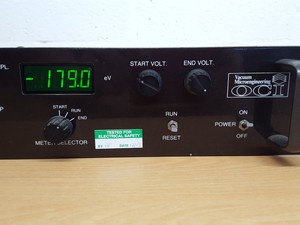 PL.
-179.0
eV
START VOLT.
END VOLT.
Vacuum
Microengineering
OCI
START
RUN
END
P
METER SELECTOR
TESTED FOR
ELECTRICAL SAFETY
RUN
RESET
ON
POWER
OFF